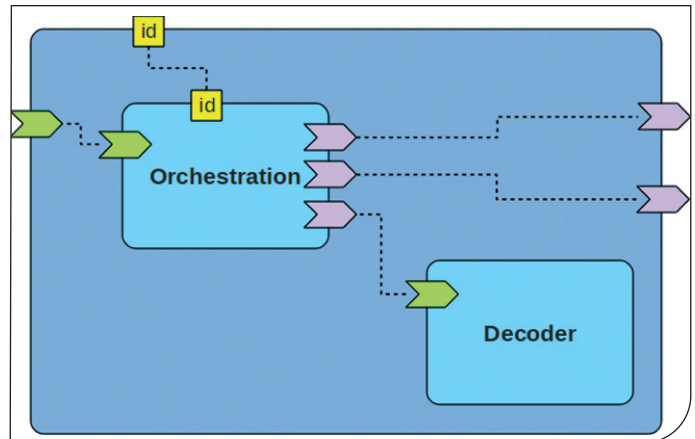 id
id
Orchestration
Decoder